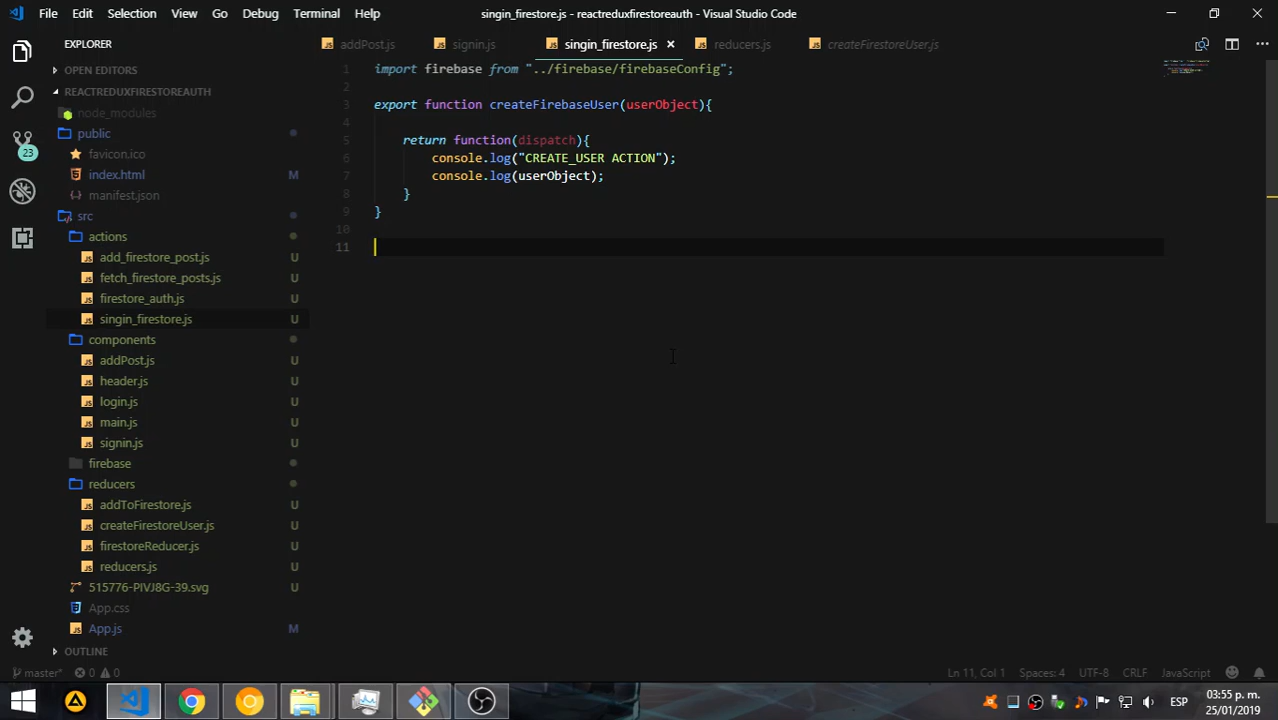 File Edit Selection View Go Debug Terminal Help
singin_firestore.js - reactreduxfirestoreauth - Visual Studio Code
EXPLORER
addPost.js signin.js singin_firestore.js × reducers.js createFirestoreUser.js
OPEN EDITORS
REACTREDUXFIRESTOREAUTH
node_modules
public
favicon.ico
index.html M
manifest.json
src
actions
add_firestore_post.js U
fetch_firestore_posts.js U
firestore_auth.js U
singin_firestore.js U
components
addPost.js U
header.js U
login.js U
main.js U
signin.js U
firebase
reducers
addToFirestore.js U
createFirestoreUser.js U
firestoreReducer.js U
reducers.js U
515776-PIVJ8G-39.svg U
App.css
App.js M
OUTLINE
23
1 import firebase from "../firebase/firebaseConfig";
2
3 export function createFirebaseUser(userObject){
4
5 return function(dispatch){
6 console.log("CREATE_USER ACTION");
7 console.log(userObject);
8 }
9 }
10
11
master* 0 0
Ln 11, Col 1 Spaces: 4 UTF-8 CRLF JavaScript
ESP
03:55 p. m.
25/01/2019